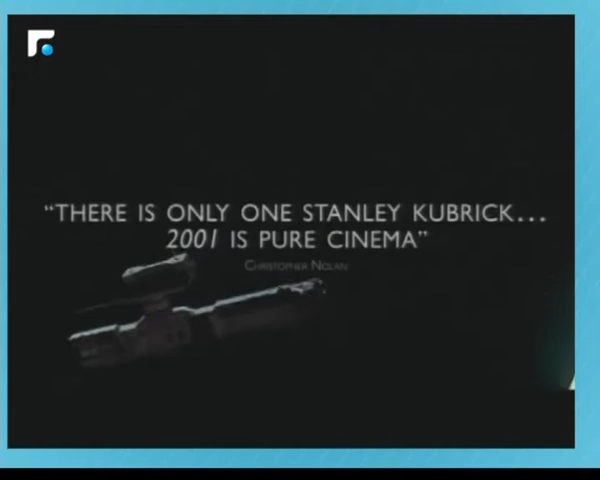 “THERE IS ONLY ONE STANLEY KUBRICK...
2001 IS PURE CINEMA”
CHRISTOPHER NOLAN